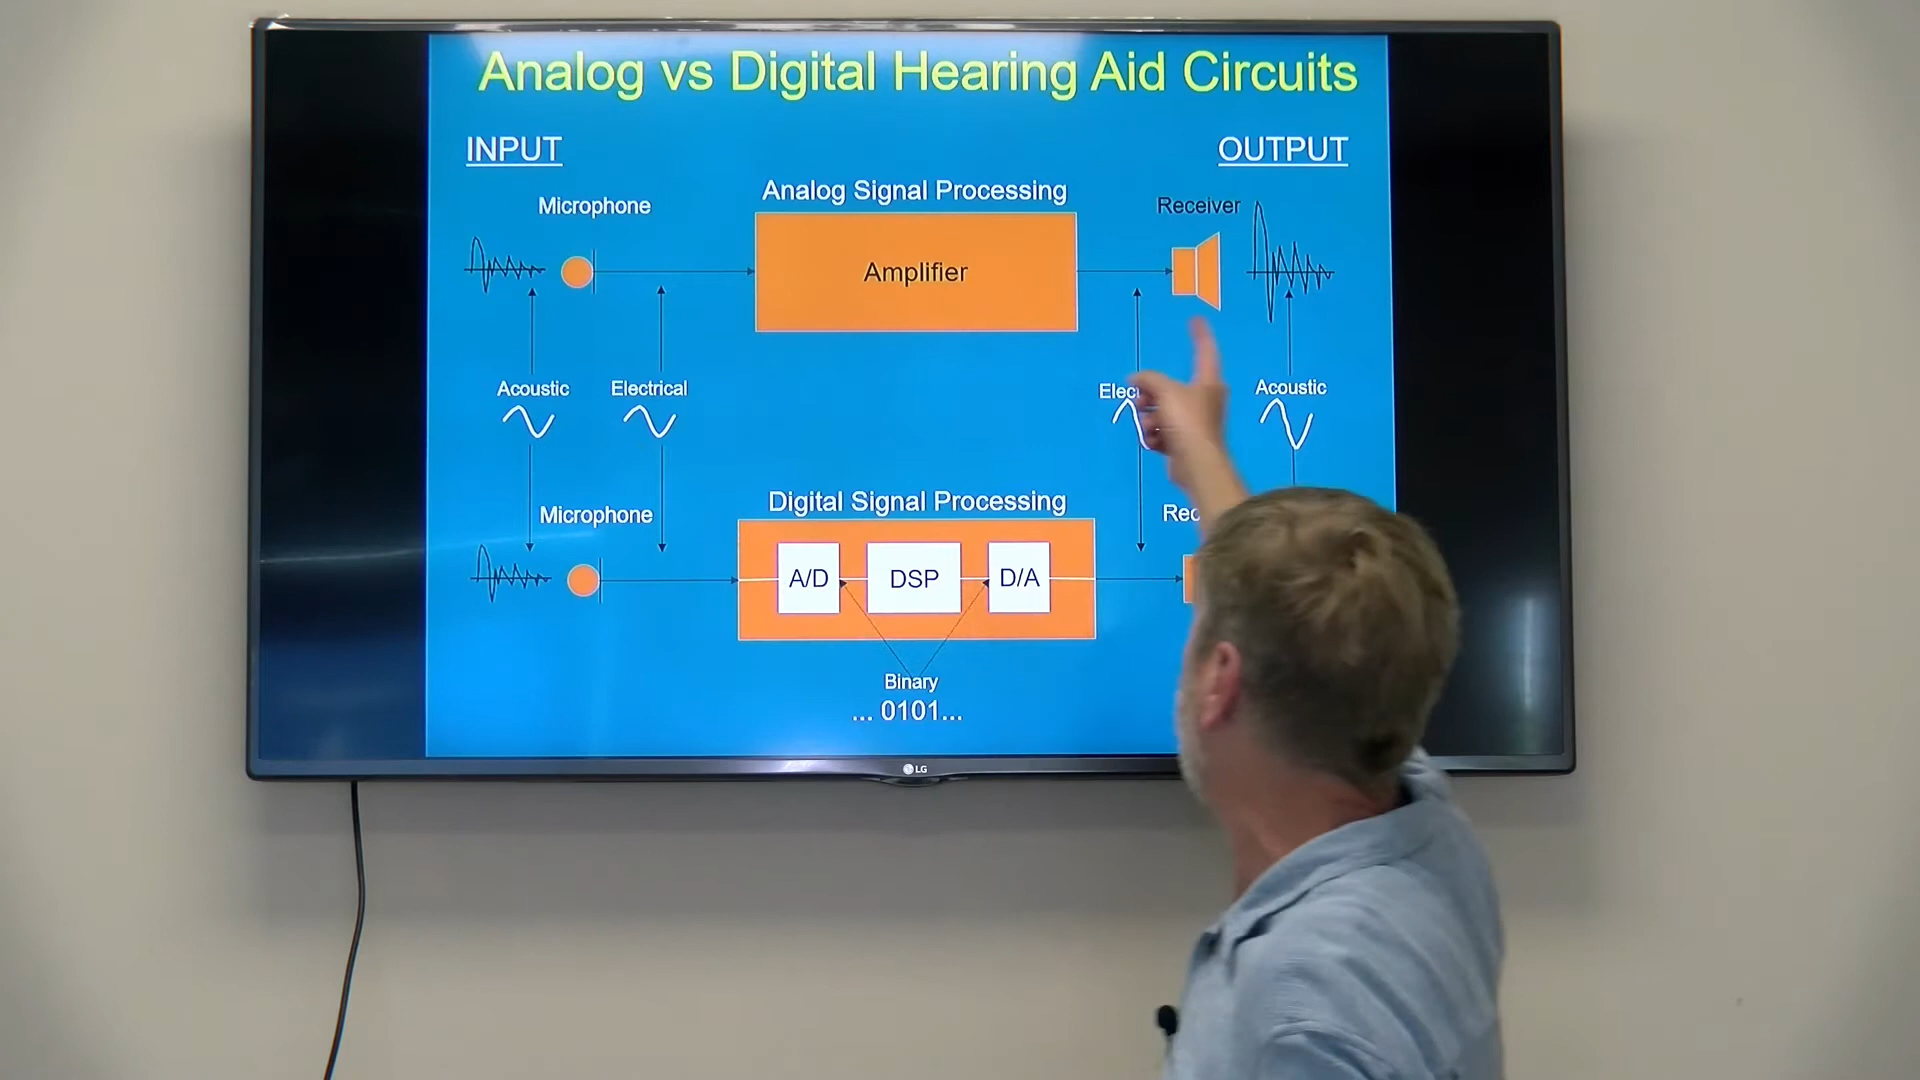 Analog vs Digital Hearing Aid Circuits
INPUT
OUTPUT
Analog Signal Processing
Microphone
Receiver
Amplifier
Acoustic
Electrical
Acoustic
Digital Signal Processing
Microphone
A/D
DSP
D/A
Binary
... 0101...
LG